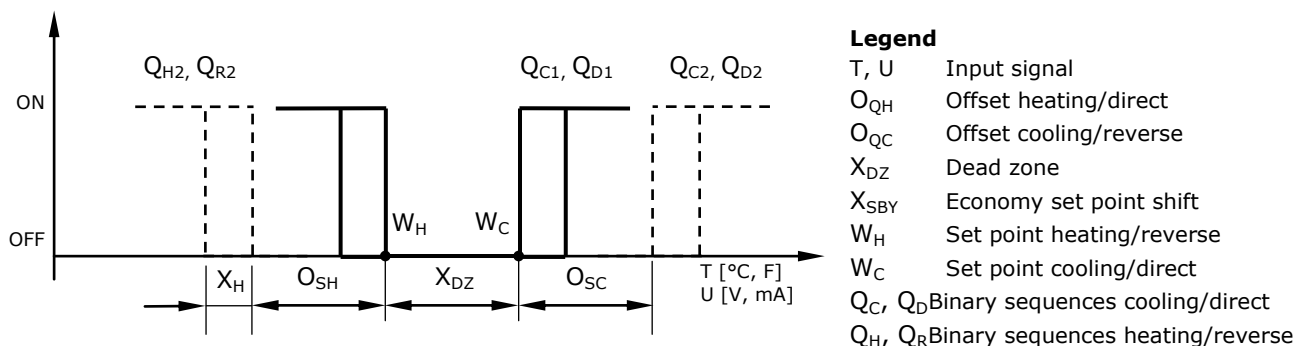 Q_H2, Q_R2
Q_C1, Q_D1
Q_C2, Q_D2
ON
OFF
W_H
W_C
X_H
O_SH
X_DZ
O_SC
T [°C, F]
U [V, mA]
Legend
T, U Input signal
O_QH Offset heating/direct
O_QC Offset cooling/reverse
X_DZ Dead zone
X_SBY Economy set point shift
W_H Set point heating/reverse
W_C Set point cooling/direct
Q_C, Q_D Binary sequences cooling/direct
Q_H, Q_R Binary sequences heating/reverse